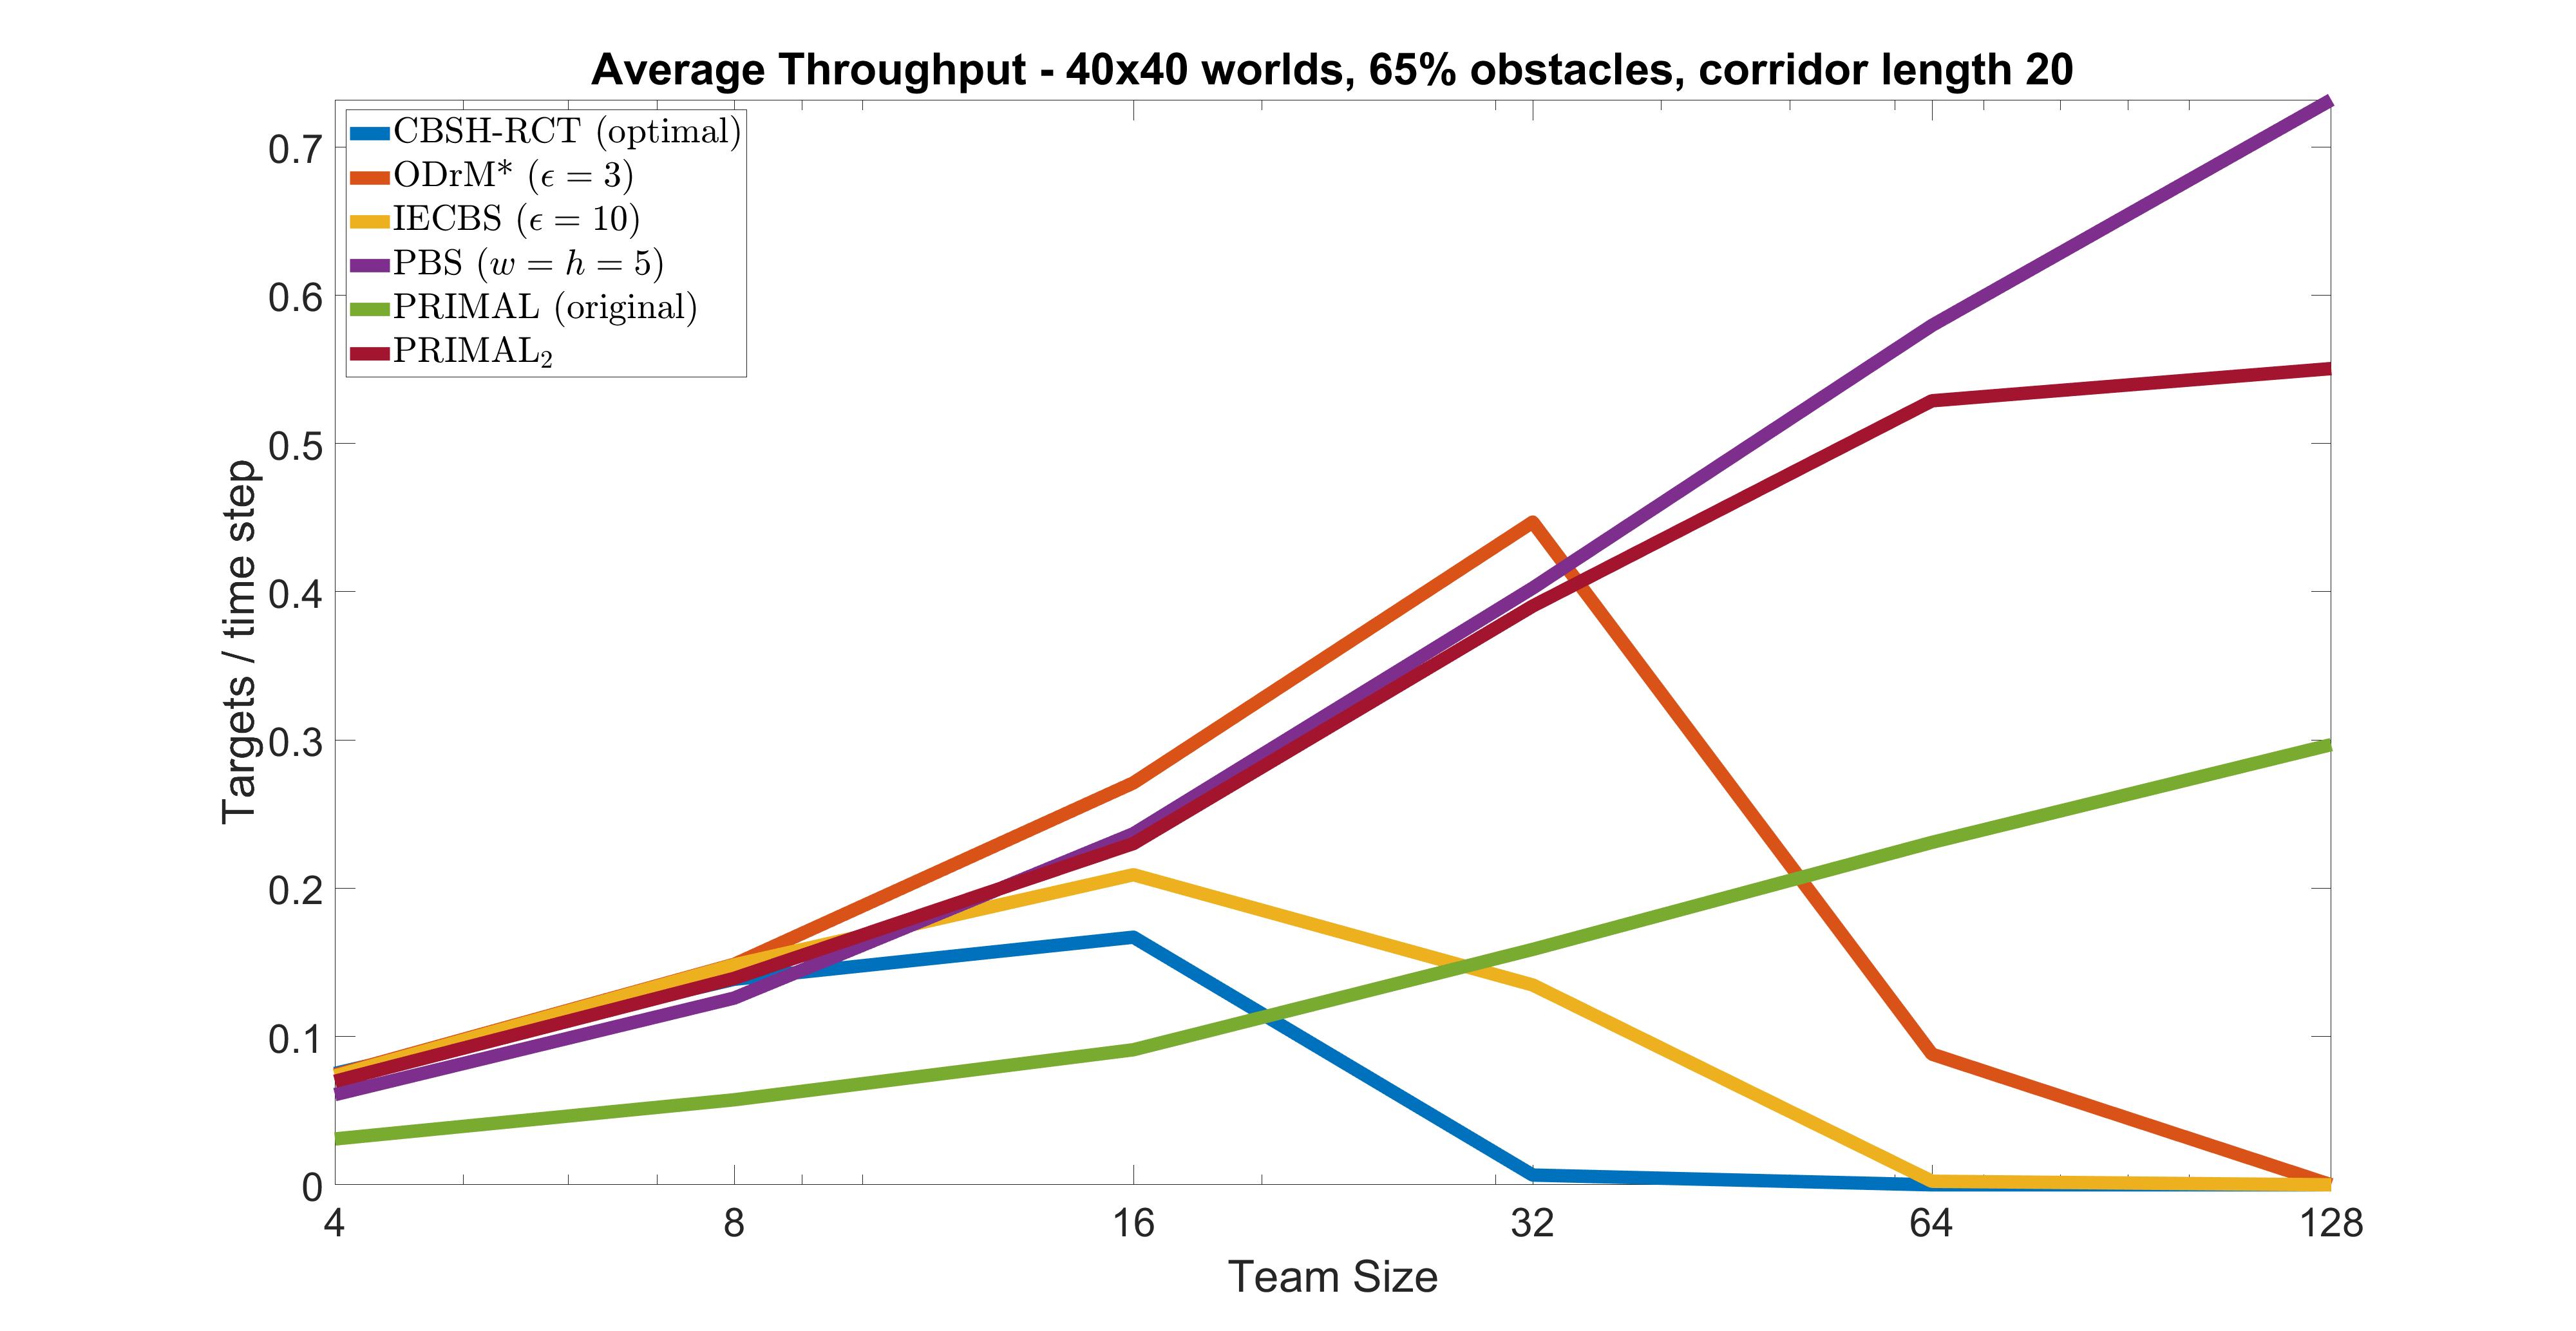 Average Throughput - 40x40 worlds, 65% obstacles, corridor length 20
CBSH-RCT (optimal)
ODrM* (ϵ = 3)
IECBS (ϵ = 10)
PBS (w = h = 5)
PRIMAL (original)
PRIMAL₂
Targets / time step
0.7
0.6
0.5
0.4
0.3
0.2
0.1
0
4 8 16 32 64 128
Team Size